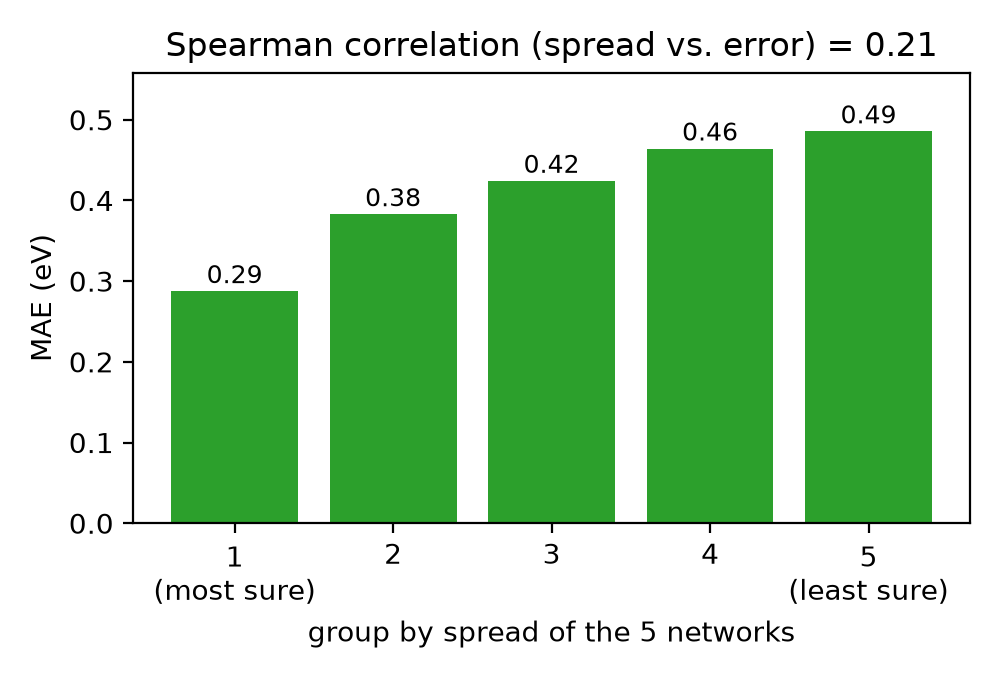 Spearman correlation (spread vs. error) = 0.21
MAE (eV)
0.5
0.4
0.3
0.2
0.1
0.0
0.29
0.38
0.42
0.46
0.49
1 2 3 4 5
(most sure) (least sure)
group by spread of the 5 networks